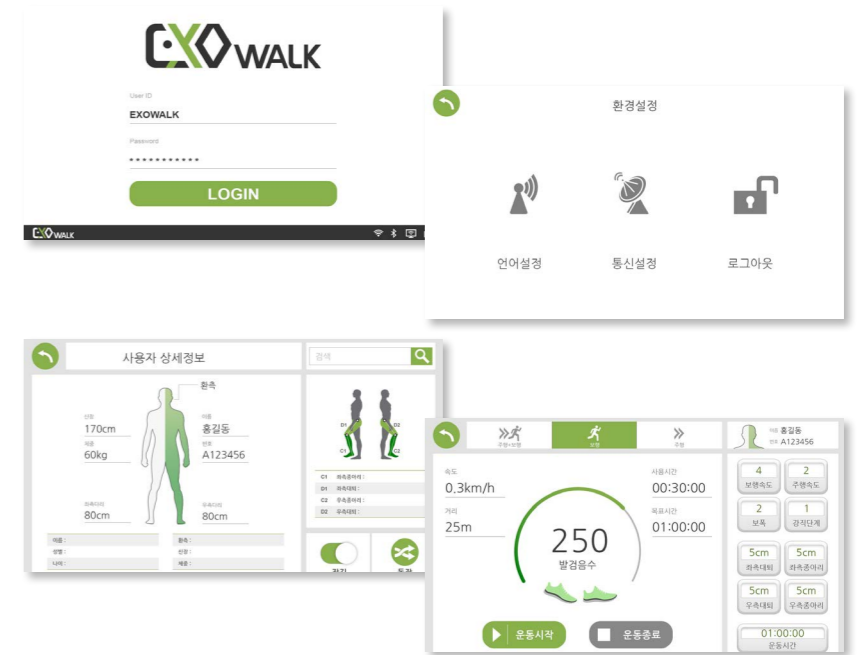 EXOWALK
User ID
EXOWALK
Password
***********
LOGIN
EXOWALK
환경설정
언어설정
통신설정
로그아웃
사용자 상세정보
검색
환측
신장
170cm
체중
60kg
이름
홍길동
번호
A123456
좌측다리
80cm
우측다리
80cm
이름 :
환측 :
성별 :
신장 :
나이 :
체중 :
D1
D2
C1
C2
C1 좌측종아리 :
D1 좌측대퇴 :
C2 우측종아리 :
D2 우측대퇴 :
주행+보행
보행
주행
이름 홍길동
번호 A123456
속도
0.3km/h
거리
25m
250
발검음수
사용시간
00:30:00
목표시간
01:00:00
운동시작
운동종료
4
보행속도
2
주행속도
2
보폭
1
강직단계
5cm
좌측대퇴
5cm
좌측종아리
5cm
우측대퇴
5cm
우측종아리
01:00:00
운동시간